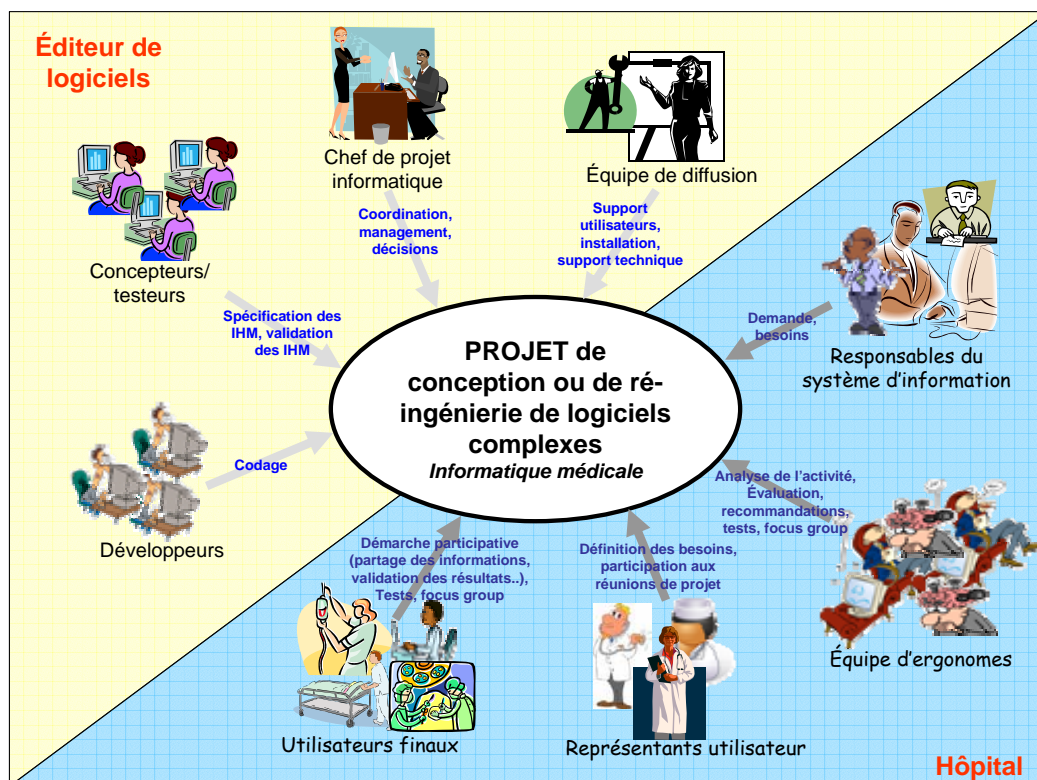 Éditeur de
logiciels
Chef de projet
informatique
Équipe de diffusion
Coordination,
management,
décisions
Support
utilisateurs,
installation,
support technique
Concepteurs/
testeurs
Spécification des
IHM, validation
des IHM
Demande,
besoins
Responsables du
système d'information
PROJET de
conception ou de ré-
ingénierie de logiciels
complexes
Informatique médicale
Codage
Développeurs
Analyse de l'activité,
Évaluation,
recommandations,
tests, focus group
Équipe d'ergonomes
Démarche participative
(partage des informations,
validation des résultats..),
Tests, focus group
Définition des besoins,
participation aux
réunions de projet
Utilisateurs finaux
Représentants utilisateur
Hôpital